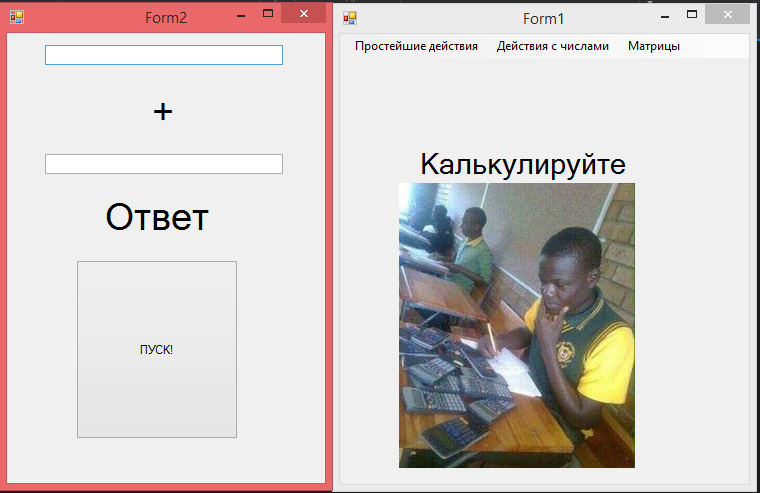 Form2
+
Ответ
ПУСК!
Form1
Простейшие действия Действия с числами Матрицы
Калькулируйте